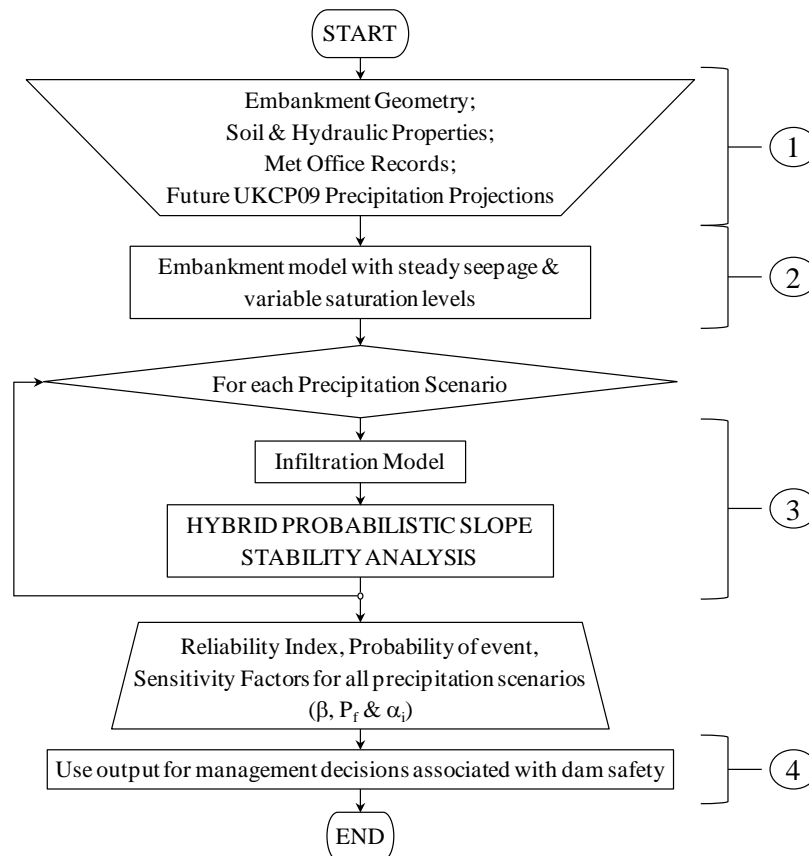 START
Embankment Geometry;
Soil & Hydraulic Properties;
Met Office Records;
Future UKCP09 Precipitation Projections
1
Embankment model with steady seepage &
variable saturation levels
2
For each Precipitation Scenario
Infiltration Model
HYBRID PROBABILISTIC SLOPE
STABILITY ANALYSIS
3
Reliability Index, Probability of event,
Sensitivity Factors for all precipitation scenarios
(β, P_f & α_i)
Use output for management decisions associated with dam safety
4
END